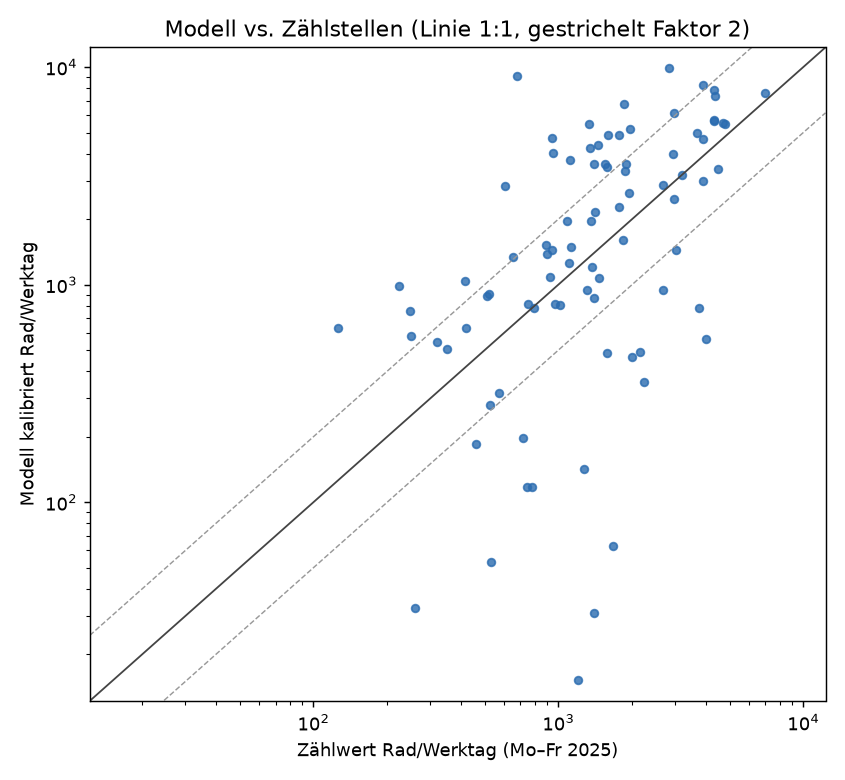 Modell vs. Zählstellen (Linie 1:1, gestrichelt Faktor 2)
Modell kalibriert Rad/Werktag
10⁴
10³
10²
10² 10³ 10⁴
Zählwert Rad/Werktag (Mo–Fr 2025)